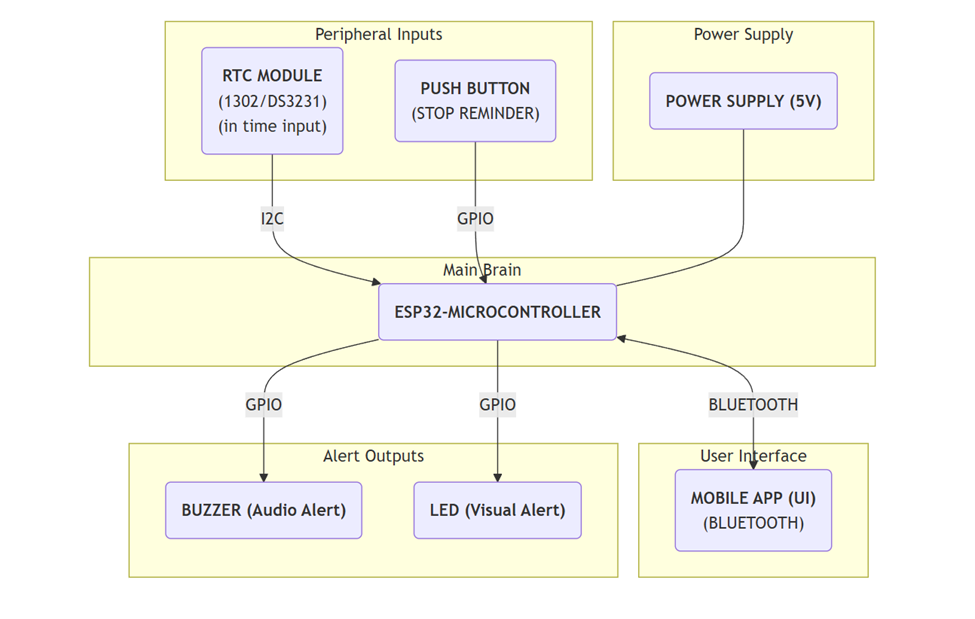 Peripheral Inputs
RTC MODULE
(1302/DS3231)
(in time input)
PUSH BUTTON
(STOP REMINDER)
Power Supply
POWER SUPPLY (5V)
I2C
GPIO
Main Brain
ESP32-MICROCONTROLLER
GPIO
GPIO
BLUETOOTH
Alert Outputs
BUZZER (Audio Alert)
LED (Visual Alert)
User Interface
MOBILE APP (UI)
(BLUETOOTH)